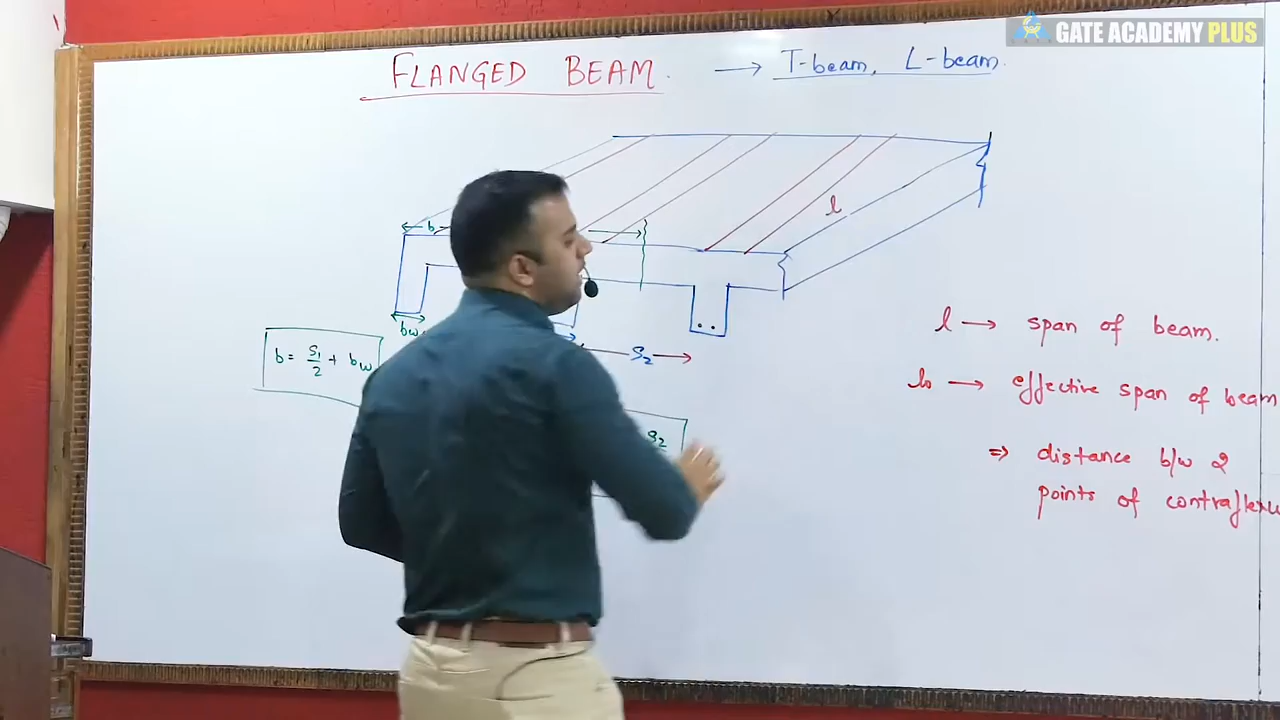 GATE ACADEMY PLUS
FLANGED BEAM. → T-beam, L-beam.
l
b
bw
S2
b = S1/2 + bw
S2
l → span of beam.
lo → effective span of beam
⇒ distance b/w 2
points of contraflexu